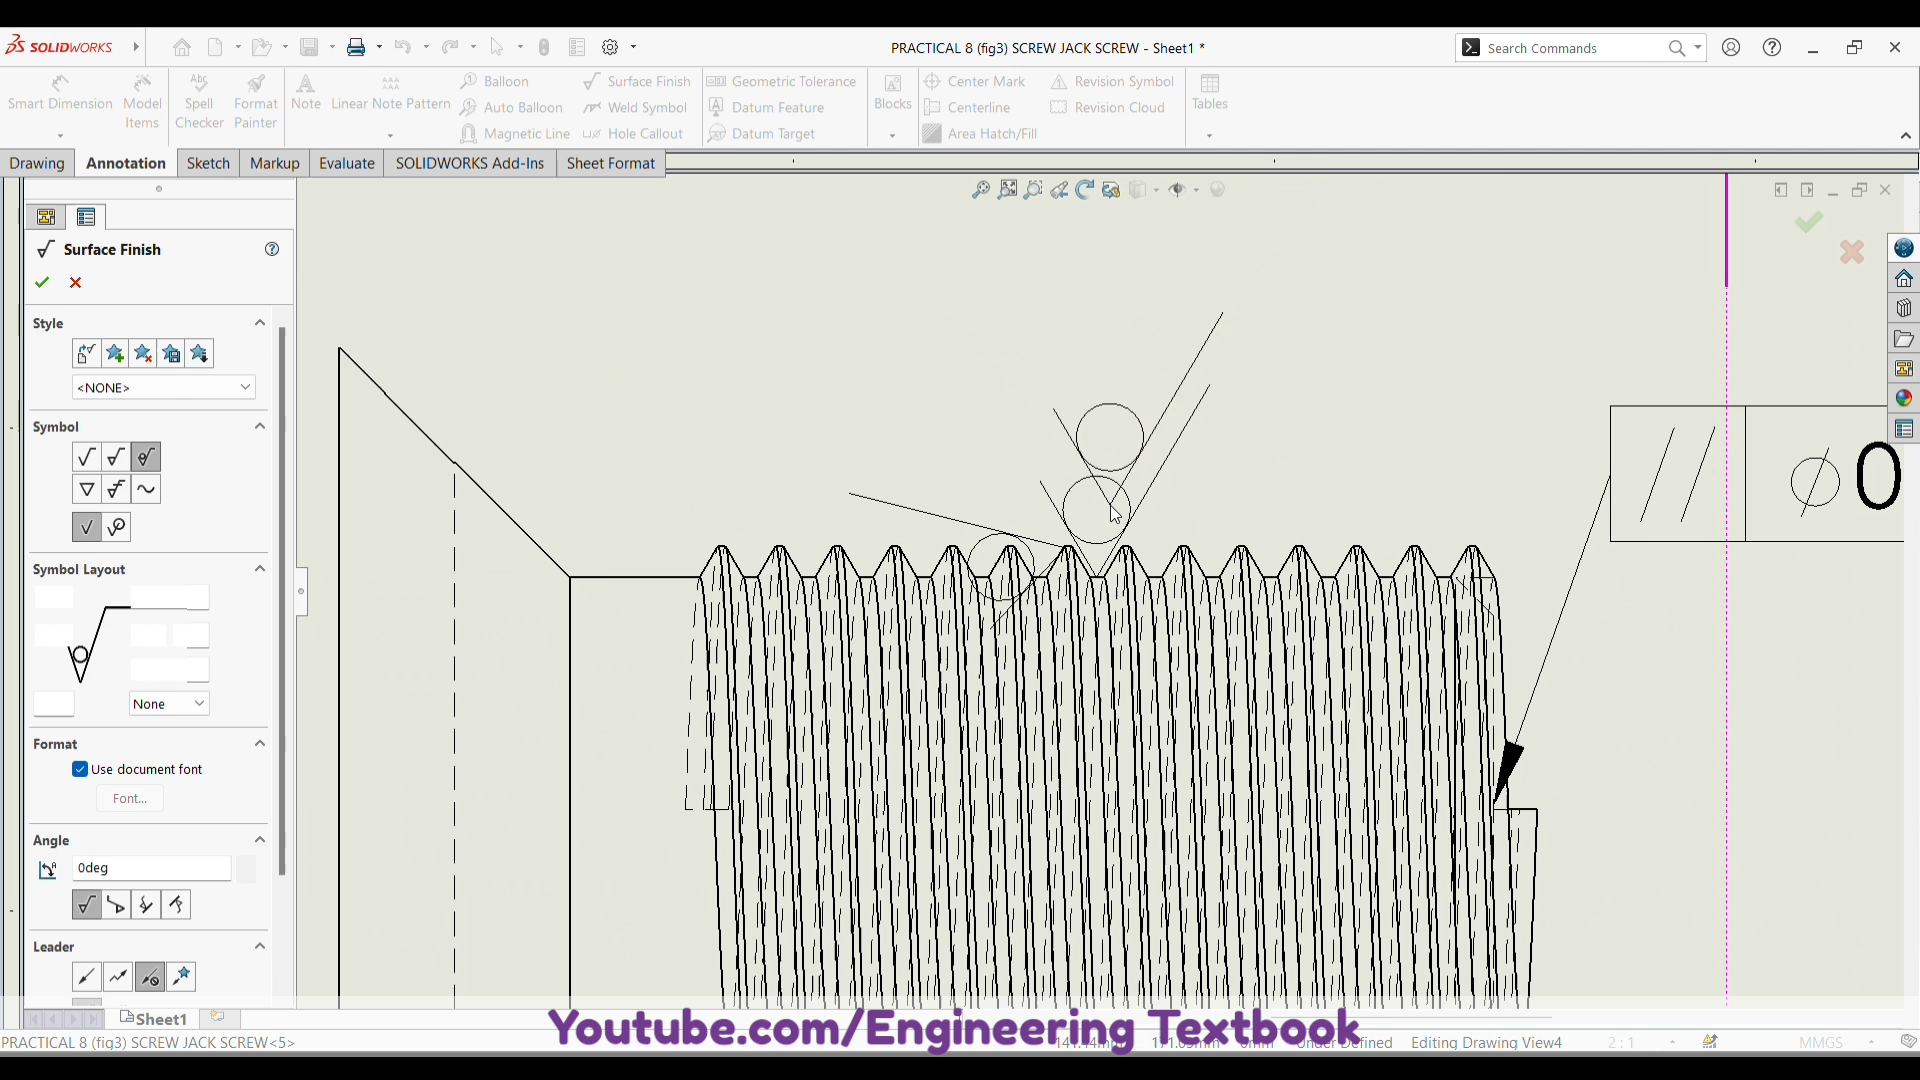 SOLIDWORKS
PRACTICAL 8 (fig3) SCREW JACK SCREW - Sheet1 *
Search Commands
Smart Dimension
Model Items
Spell Checker
Format Painter
Note
Linear Note Pattern
Balloon
Auto Balloon
Magnetic Line
Surface Finish
Weld Symbol
Hole Callout
Geometric Tolerance
Datum Feature
Datum Target
Blocks
Center Mark
Centerline
Area Hatch/Fill
Revision Symbol
Revision Cloud
Tables
Drawing Annotation Sketch Markup Evaluate SOLIDWORKS Add-Ins Sheet Format
Surface Finish
Style
<NONE>
Symbol
Symbol Layout
None
Format
Use document font
Font...
Angle
0deg
Leader
0
Sheet1
Youtube.com/Engineering Textbook
PRACTICAL 8 (fig3) SCREW JACK SCREW<5>
Under Defined Editing Drawing View4 2 : 1 MMGS